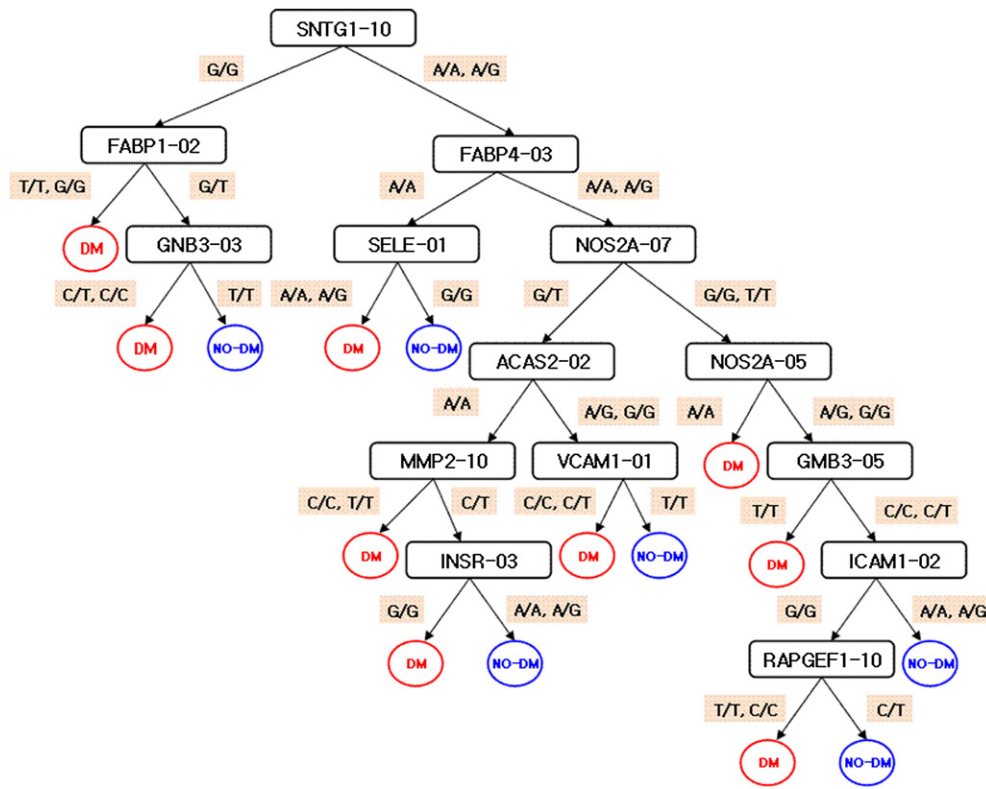 SNTG1-10
G/G
A/A, A/G
FABP1-02
FABP4-03
T/T, G/G
G/T
A/A
A/A, A/G
DM
GNB3-03
SELE-01
NOS2A-07
C/T, C/C
T/T
A/A, A/G
G/G
G/T
G/G, T/T
DM
NO-DM
DM
NO-DM
ACAS2-02
NOS2A-05
A/A
A/G, G/G
A/A
A/G, G/G
MMP2-10
VCAM1-01
DM
GMB3-05
C/C, T/T
C/T
C/C, C/T
T/T
T/T
C/C, C/T
DM
INSR-03
DM
NO-DM
DM
ICAM1-02
G/G
A/A, A/G
G/G
A/A, A/G
DM
NO-DM
RAPGEF1-10
NO-DM
T/T, C/C
C/T
DM
NO-DM